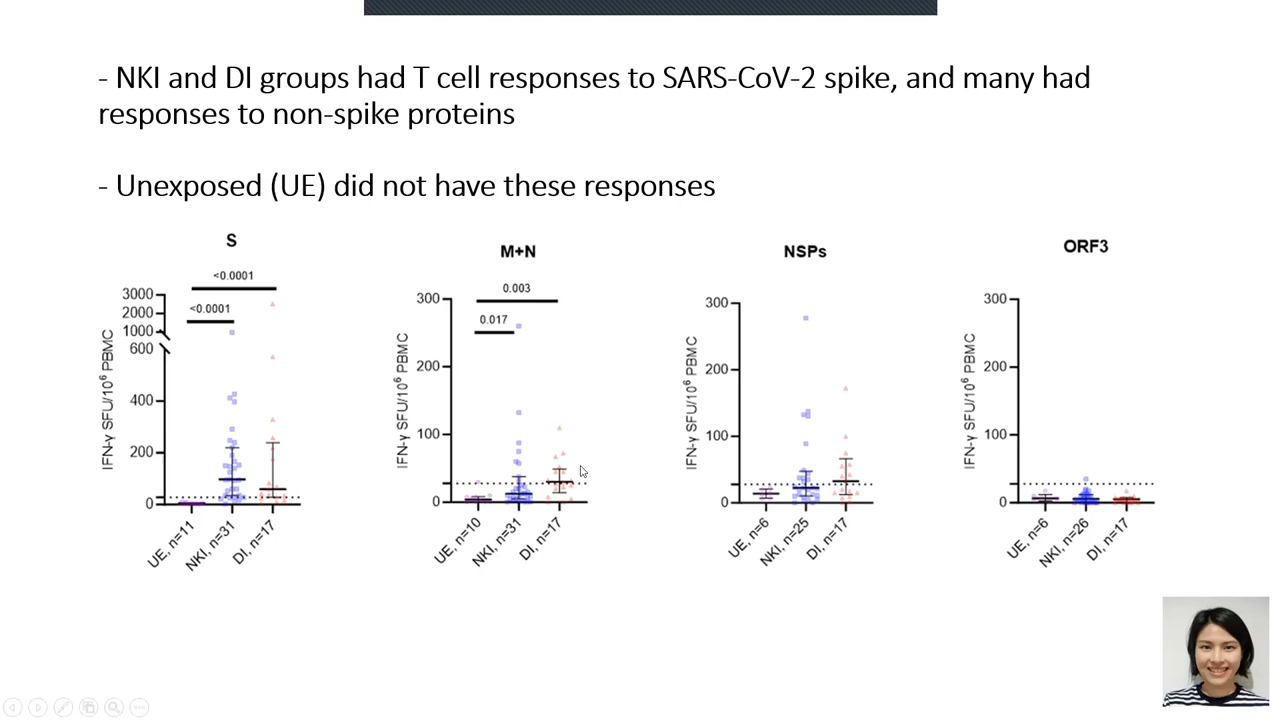 - NKI and DI groups had T cell responses to SARS-CoV-2 spike, and many had
responses to non-spike proteins
- Unexposed (UE) did not have these responses
S
<0.0001
<0.0001
3000
2000
1000
600
400
200
0
IFN-γ SFU/10⁶ PBMC
UE, n=11
NKI, n=31
DI, n=17
M+N
0.003
0.017
300
200
100
0
IFN-γ SFU/10⁶ PBMC
UE, n=10
NKI, n=31
DI, n=17
NSPs
300
200
100
0
IFN-γ SFU/10⁶ PBMC
UE, n=6
NKI, n=25
DI, n=17
ORF3
300
200
100
0
IFN-γ SFU/10⁶ PBMC
UE, n=6
NKI, n=26
DI, n=17